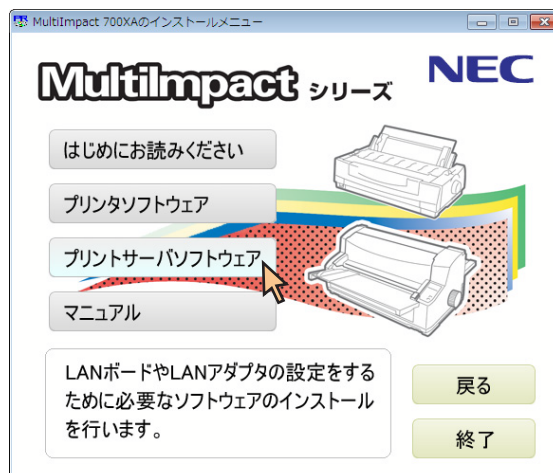 MultiImpact 700XAのインストールメニュー
MultiImpact シリーズ
NEC
はじめにお読みください
プリンタソフトウェア
プリントサーバソフトウェア
マニュアル
LANボードやLANアダプタの設定をする
ために必要なソフトウェアのインストール
を行います。
戻る
終了